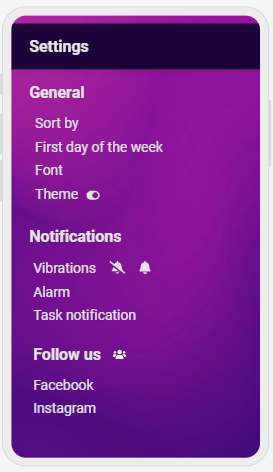 Settings
General
Sort by
First day of the week
Font
Theme
Notifications
Vibrations
Alarm
Task notification
Follow us
Facebook
Instagram